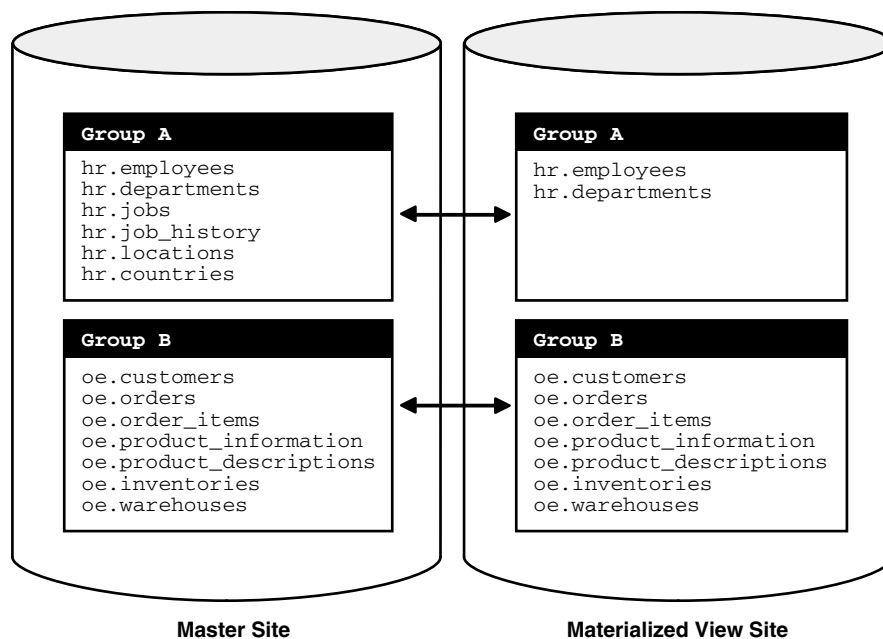 Group A
hr.employees
hr.departments
hr.jobs
hr.job_history
hr.locations
hr.countries
Group B
oe.customers
oe.orders
oe.order_items
oe.product_information
oe.product_descriptions
oe.inventories
oe.warehouses
Master Site
Group A
hr.employees
hr.departments
Group B
oe.customers
oe.orders
oe.order_items
oe.product_information
oe.product_descriptions
oe.inventories
oe.warehouses
Materialized View Site